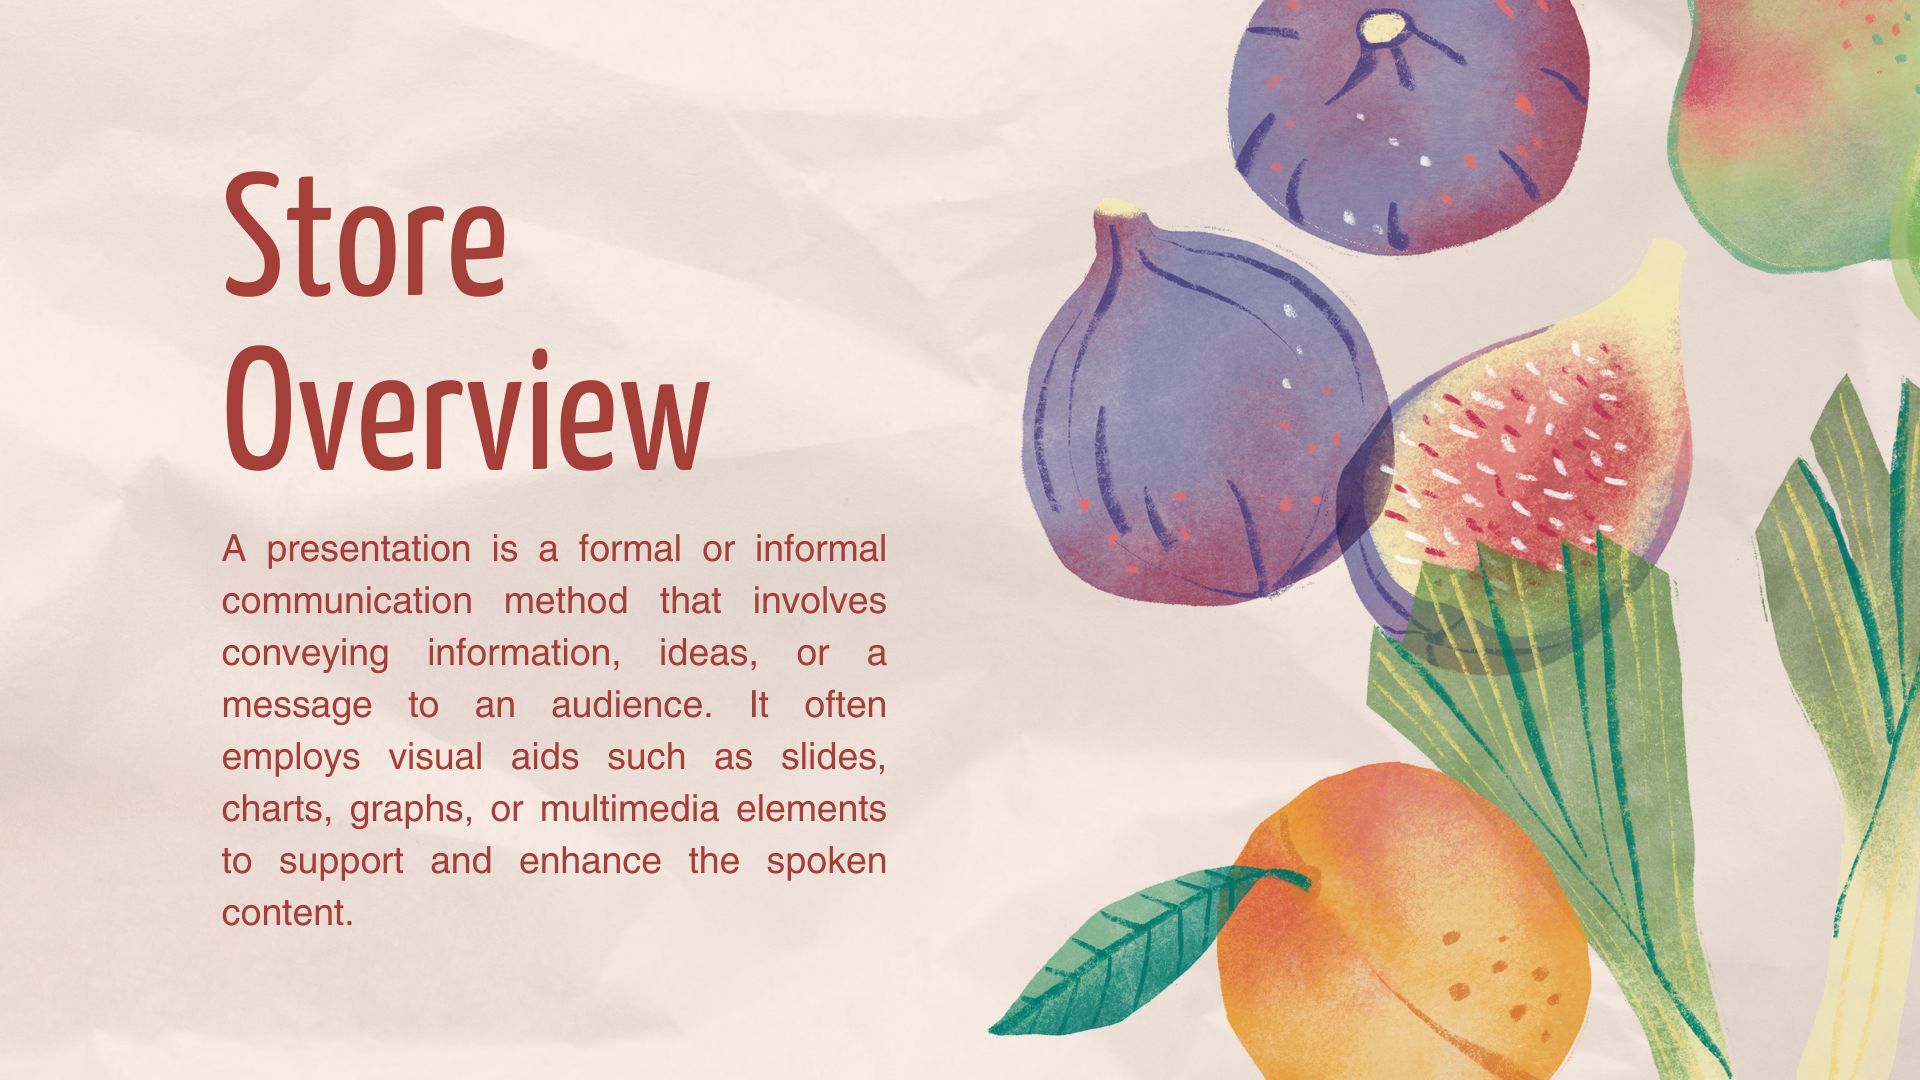 Store
Overview
A presentation is a formal or informal
communication method that involves
conveying information, ideas, or a
message to an audience. It often
employs visual aids such as slides,
charts, graphs, or multimedia elements
to support and enhance the spoken
content.